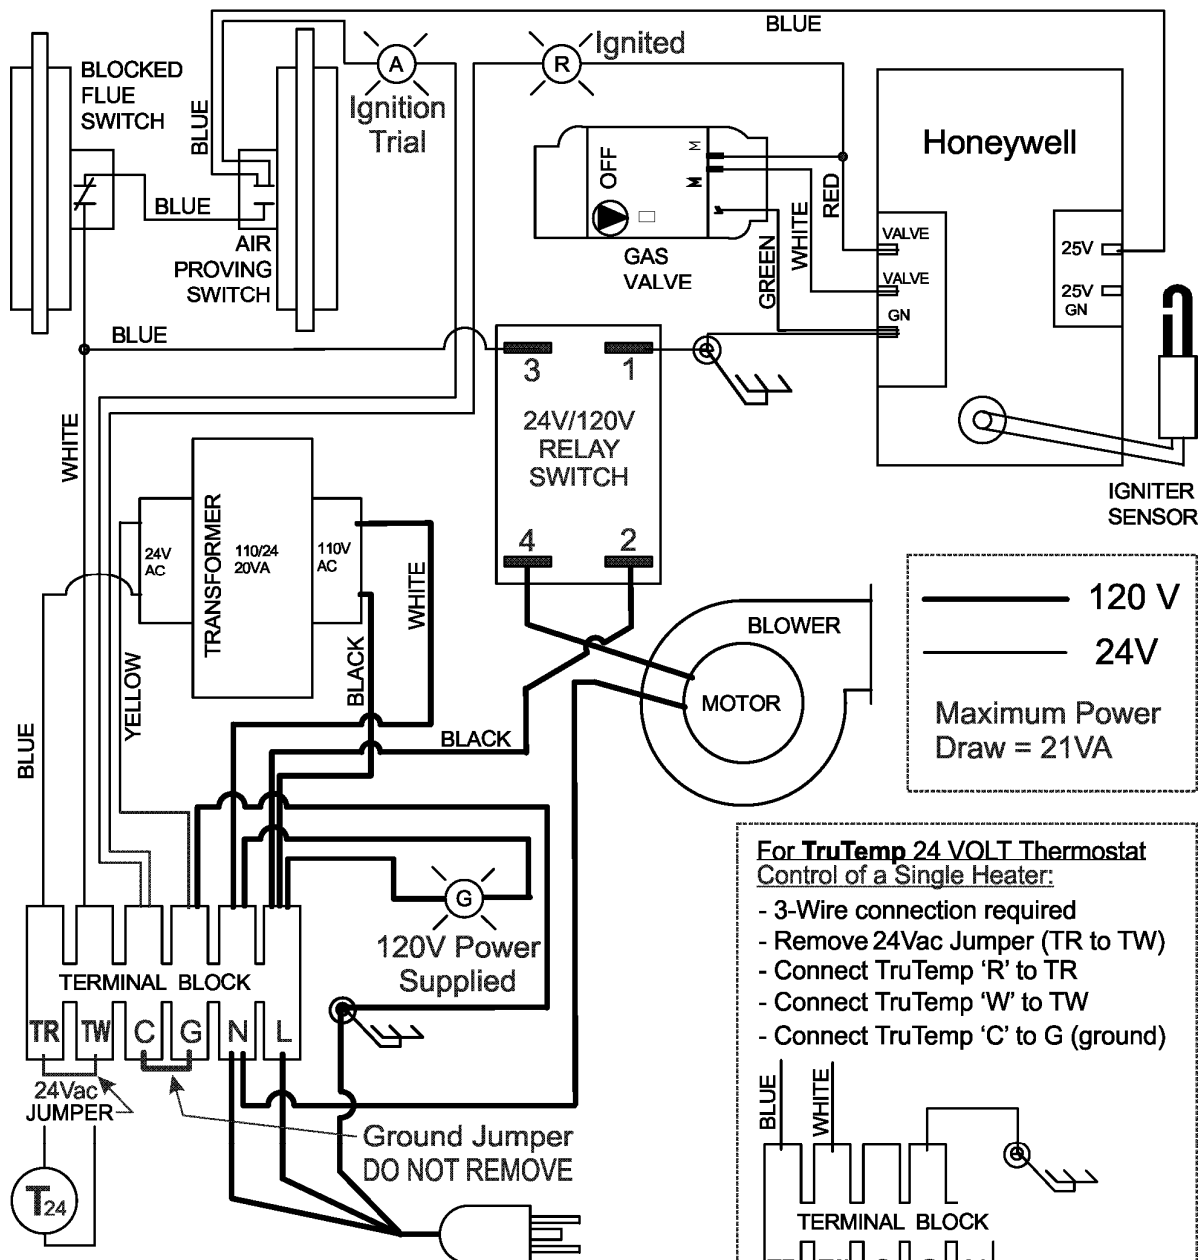 BLUE
BLOCKED
FLUE
SWITCH
BLUE
A
Ignition
Trial
R
Ignited
Honeywell
OFF
M
M
GAS
VALVE
RED
WHITE
GREEN
VALVE
VALVE
GN
25V
25V
GN
BLUE
AIR
PROVING
SWITCH
BLUE
WHITE
3
1
24V/120V
RELAY
SWITCH
4
2
IGNITER
SENSOR
24V
AC
TRANSFORMER
110/24
20VA
110V
AC
WHITE
BLACK
YELLOW
BLUE
BLACK
BLOWER
MOTOR
120 V
24V
Maximum Power
Draw = 21VA
G
120V Power
Supplied
TERMINAL BLOCK
TR TW C G N L
24Vac
JUMPER
Ground Jumper
DO NOT REMOVE
T24
For TruTemp 24 VOLT Thermostat
Control of a Single Heater:
- 3-Wire connection required
- Remove 24Vac Jumper (TR to TW)
- Connect TruTemp 'R' to TR
- Connect TruTemp 'W' to TW
- Connect TruTemp 'C' to G (ground)
BLUE
WHITE
TERMINAL BLOCK